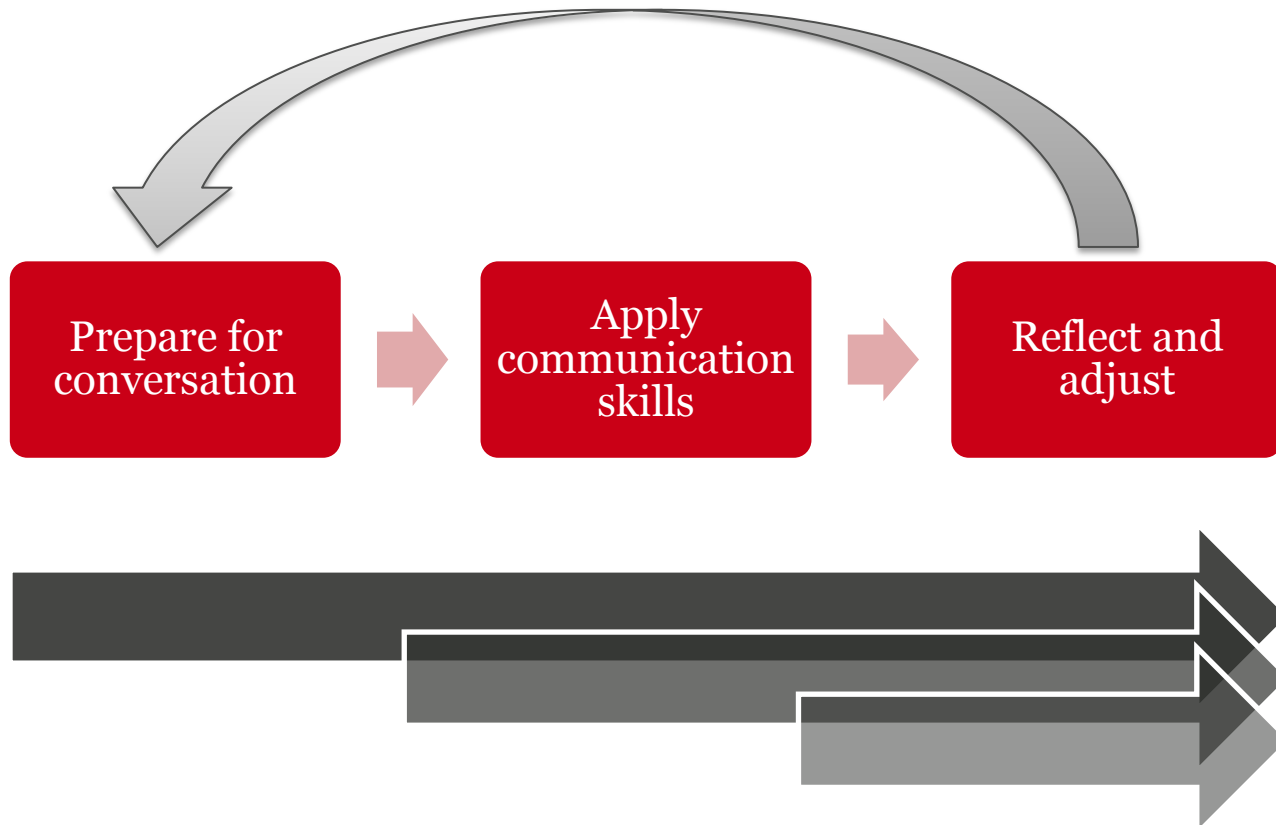 Prepare for
conversation
Apply
communication
skills
Reflect and
adjust